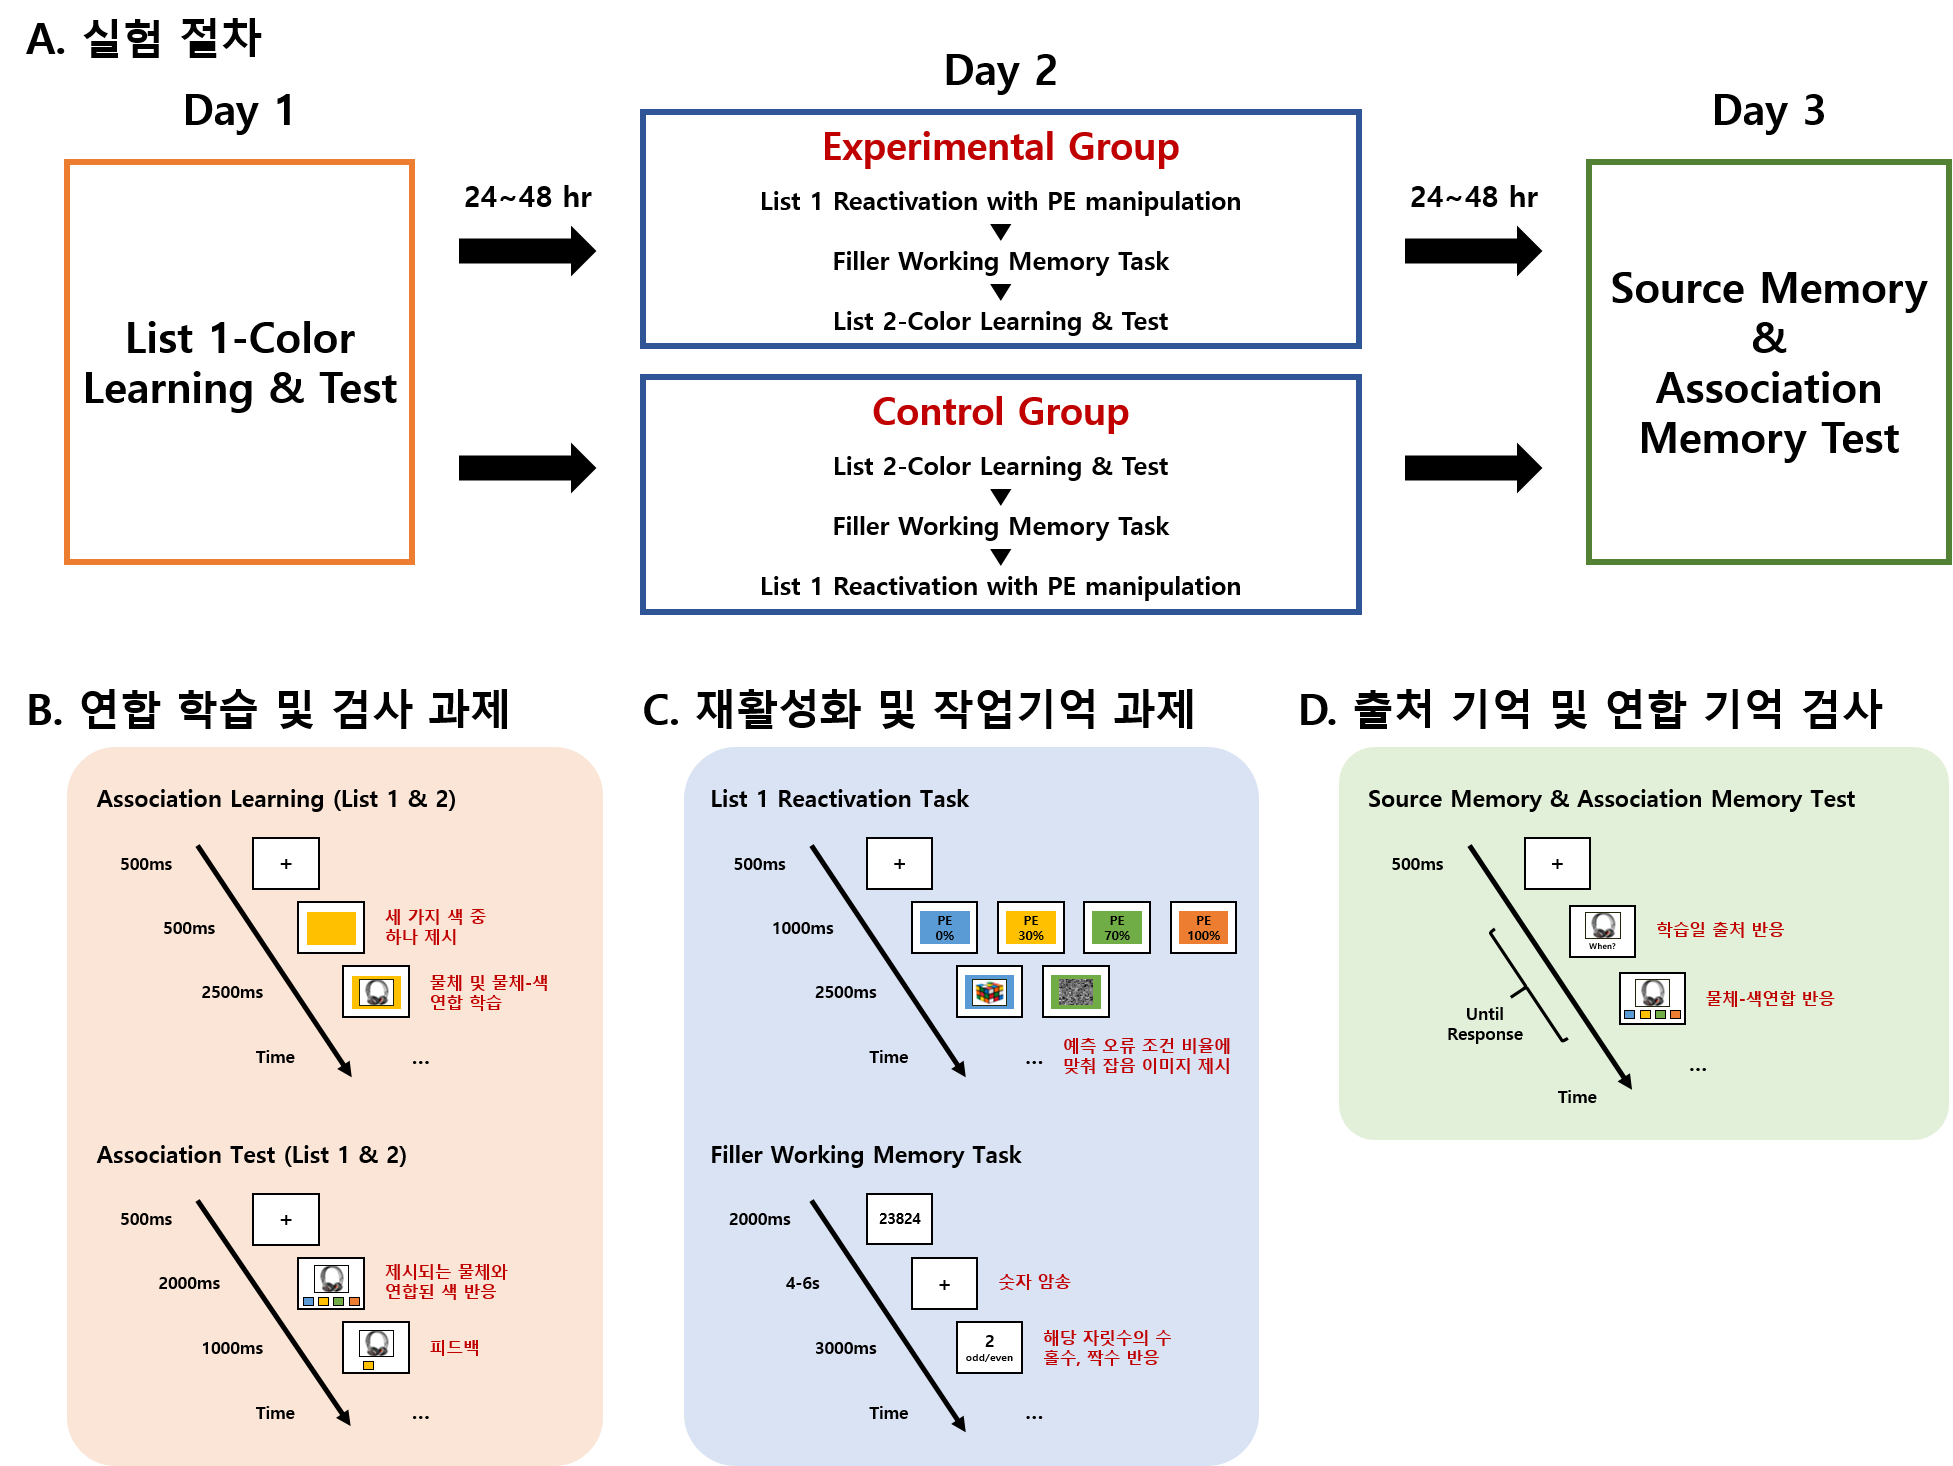 A. 실험 절차
Day 1
Day 2
Day 3
List 1-Color
Learning & Test
24~48 hr
Experimental Group
List 1 Reactivation with PE manipulation
Filler Working Memory Task
List 2-Color Learning & Test
Control Group
List 2-Color Learning & Test
Filler Working Memory Task
List 1 Reactivation with PE manipulation
24~48 hr
Source Memory
&
Association
Memory Test
B. 연합 학습 및 검사 과제
Association Learning (List 1 & 2)
500ms
+
500ms
세 가지 색 중
하나 제시
2500ms
물체 및 물체-색
연합 학습
Time
...
Association Test (List 1 & 2)
500ms
+
2000ms
제시되는 물체와
연합된 색 반응
1000ms
피드백
Time
...
C. 재활성화 및 작업기억 과제
List 1 Reactivation Task
500ms
+
1000ms
PE
0%
PE
30%
PE
70%
PE
100%
2500ms
Time
...
예측 오류 조건 비율에
맞춰 잡음 이미지 제시
Filler Working Memory Task
2000ms
23824
4-6s
+
숫자 암송
3000ms
2
odd/even
해당 자릿수의 수
홀수, 짝수 반응
Time
...
D. 출처 기억 및 연합 기억 검사
Source Memory & Association Memory Test
500ms
+
When?
학습일 출처 반응
물체-색연합 반응
Until
Response
...
Time